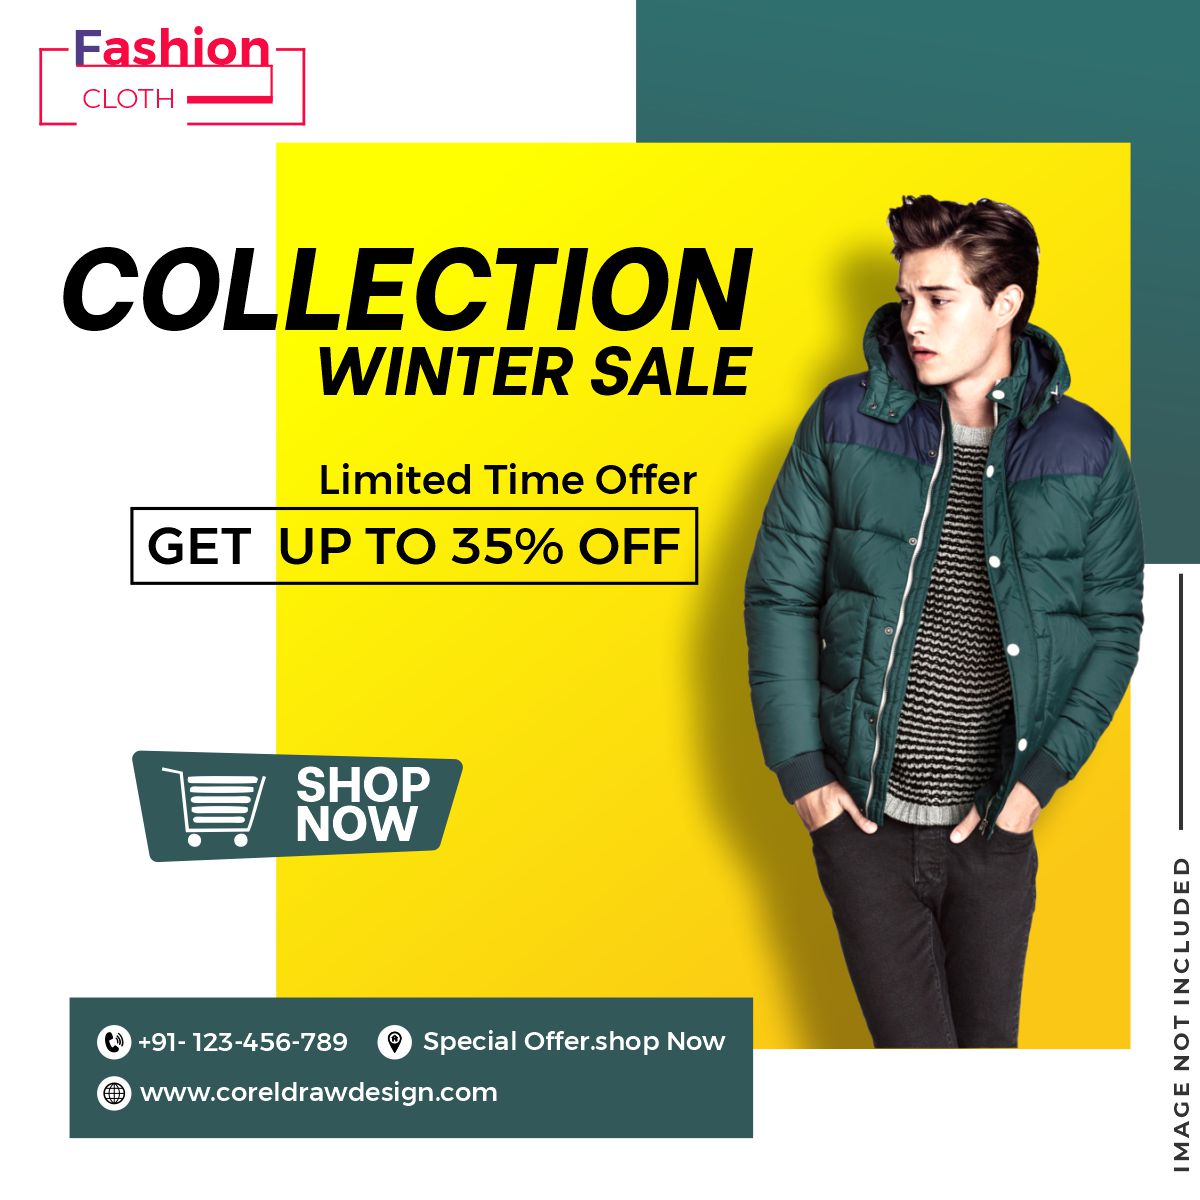 Fashion
CLOTH
COLLECTION
WINTER SALE
Limited Time Offer
GET UP TO 35% OFF
SHOP
NOW
+91- 123-456-789
Special Offer.shop Now
www.coreldrawdesign.com
IMAGE NOT INCLUDED